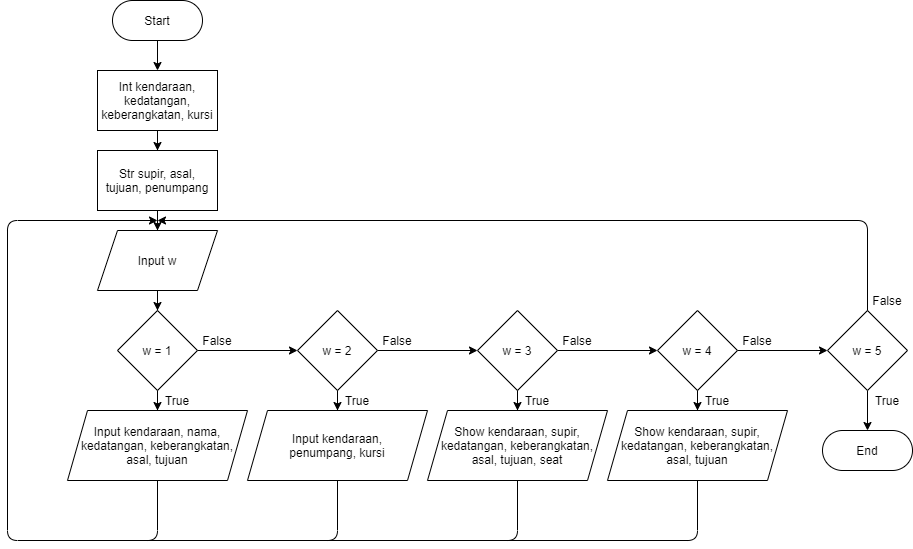 Start
Int kendaraan,
kedatangan,
keberangkatan, kursi
Str supir, asal,
tujuan, penumpang
Input w
False
w = 1
False
w = 2
False
w = 3
False
w = 4
False
w = 5
True
True
True
True
True
Input kendaraan, nama,
kedatangan, keberangkatan,
asal, tujuan
Input kendaraan,
penumpang, kursi
Show kendaraan, supir,
kedatangan, keberangkatan,
asal, tujuan, seat
Show kendaraan, supir,
kedatangan, keberangkatan,
asal, tujuan
End